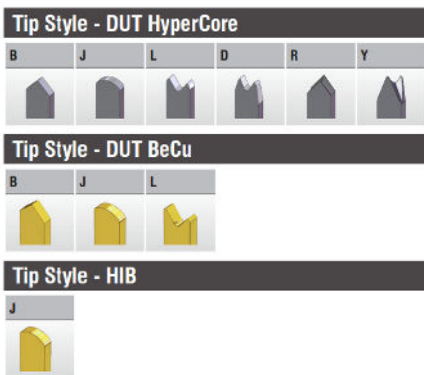 Tip Style - DUT HyperCore
B J L D R Y
Tip Style - DUT BeCu
B J L
Tip Style - HIB
J